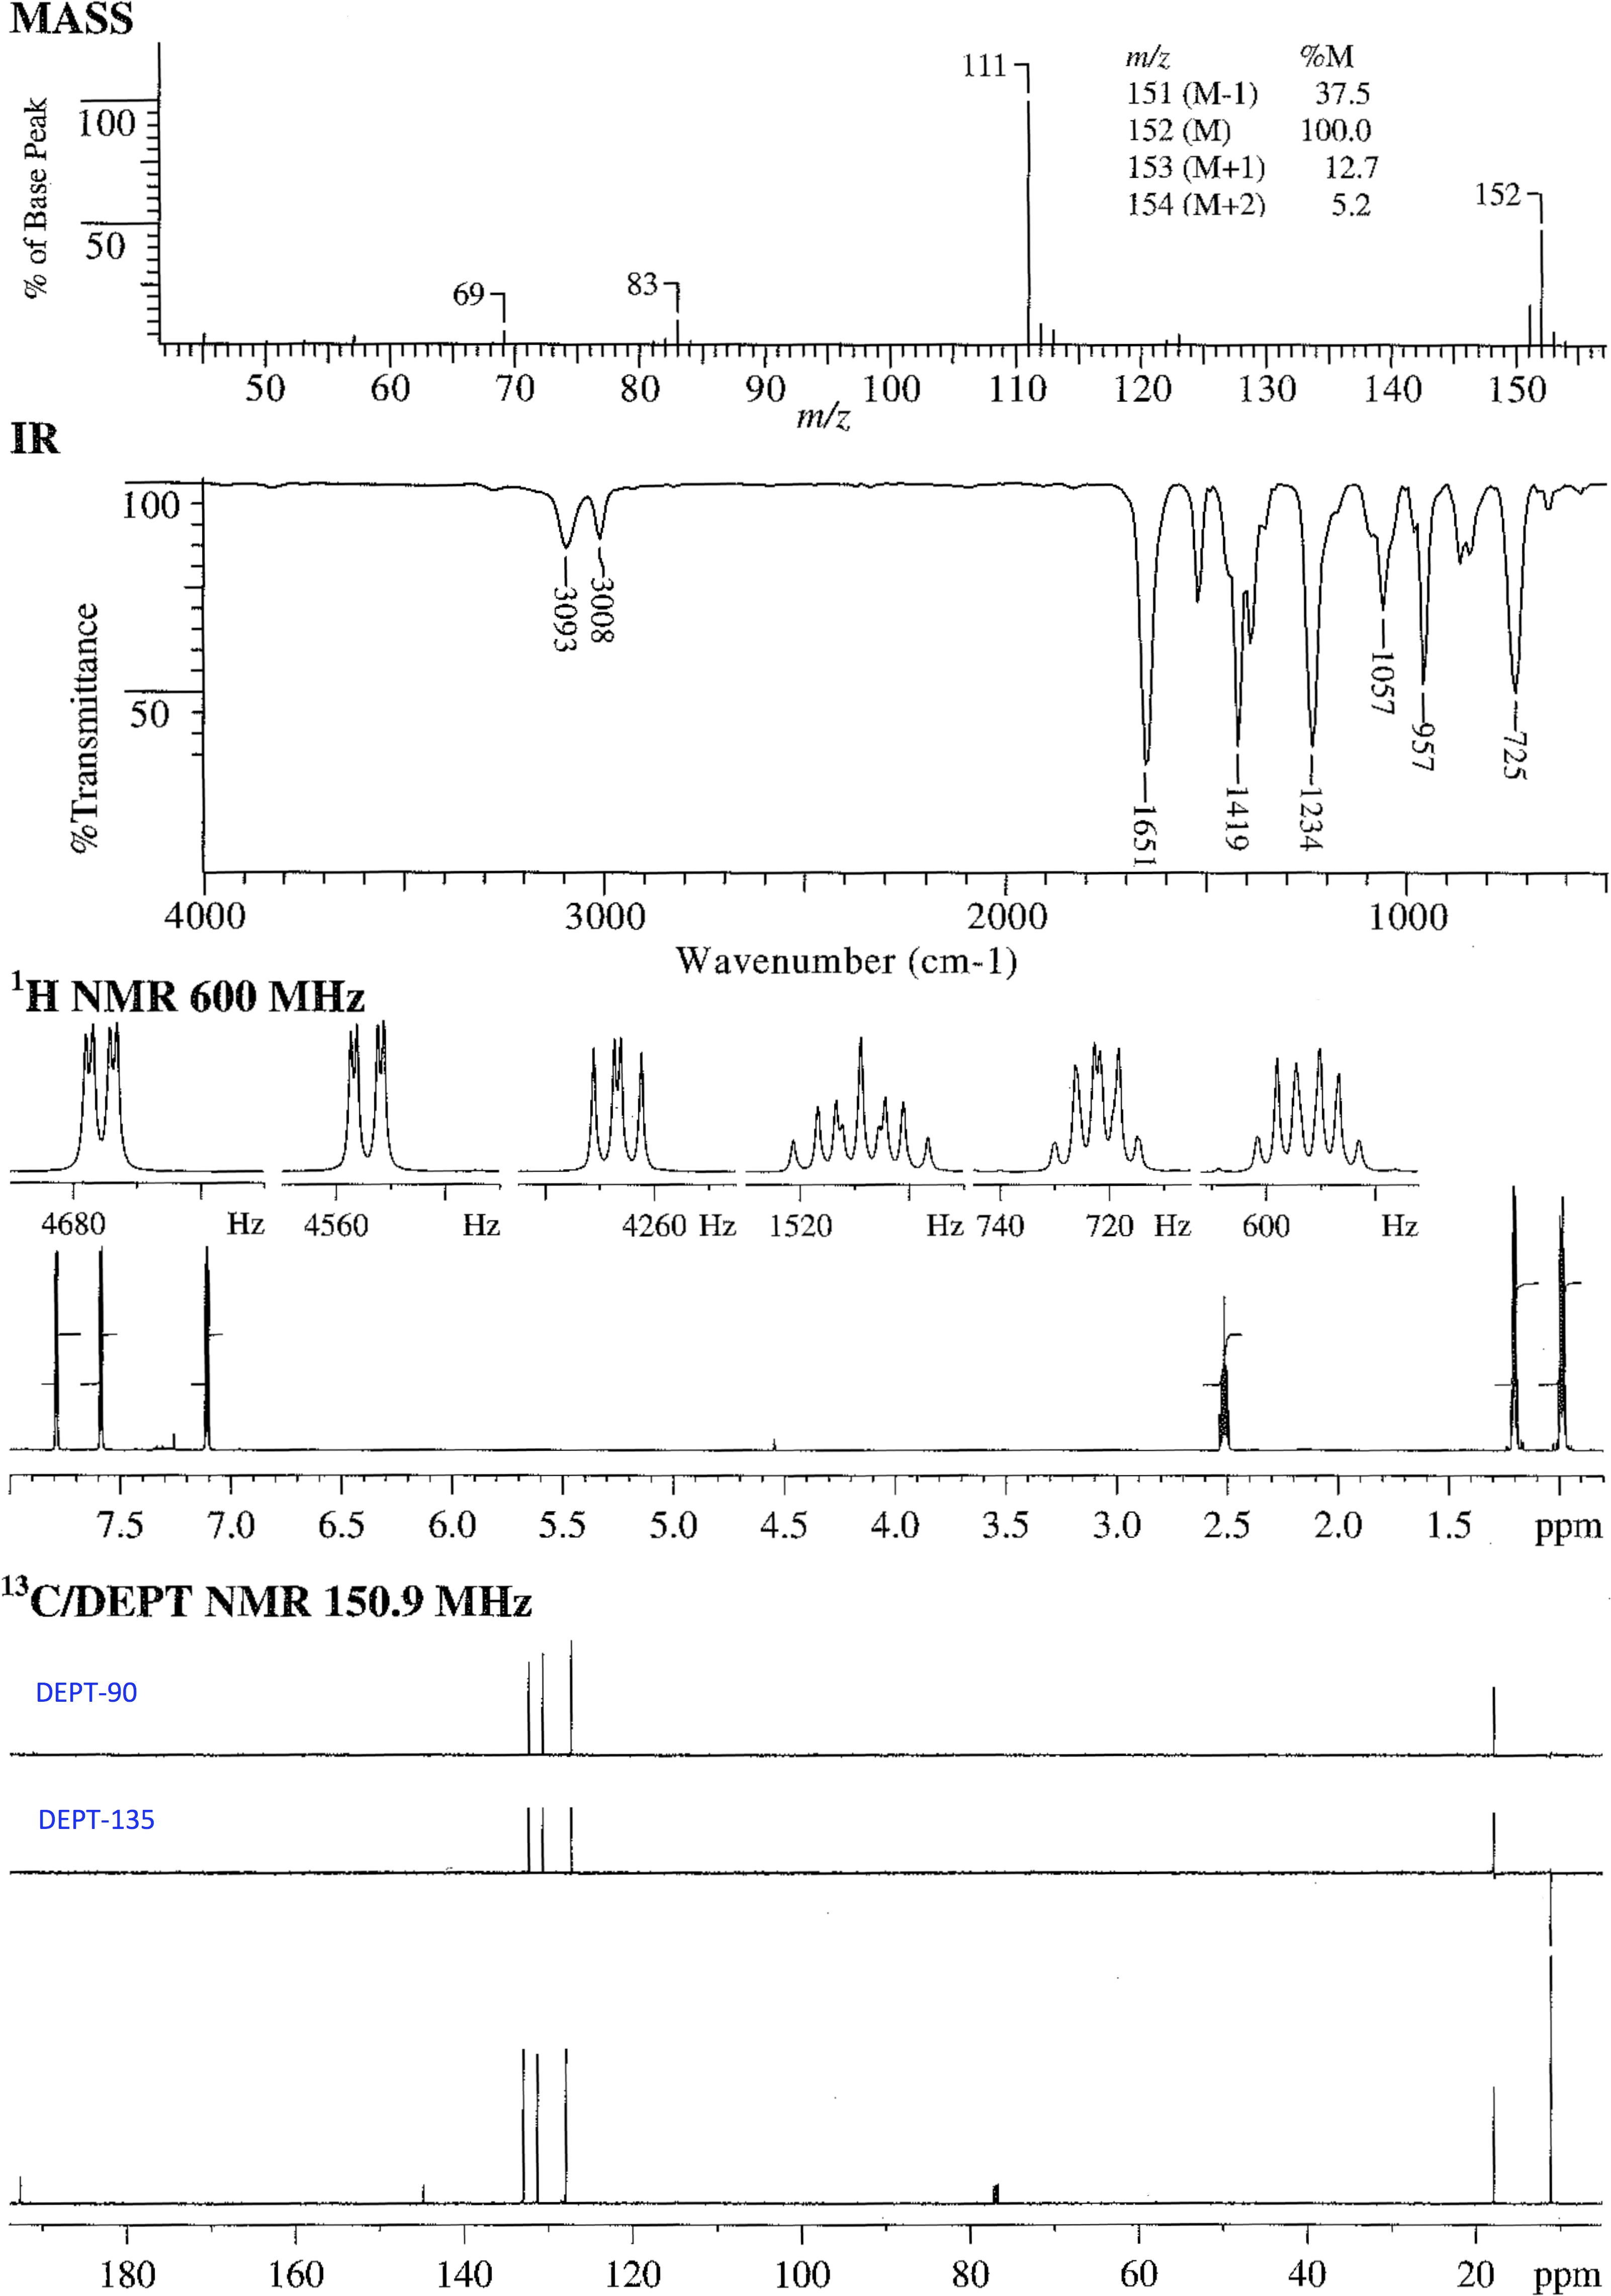 MASS
% of Base Peak
100
50
111
69
83
152
m/z %M
151 (M-1) 37.5
152 (M) 100.0
153 (M+1) 12.7
154 (M+2) 5.2
50 60 70 80 90 100 110 120 130 140 150
m/z
IR
%Transmittance
100
50
3093
3008
1651
1419
1234
1057
957
725
4000 3000 2000 1000
Wavenumber (cm-1)
¹H NMR 600 MHz
4680 Hz 4560 Hz 4260 Hz 1520 Hz 740 720 Hz 600 Hz
7.5 7.0 6.5 6.0 5.5 5.0 4.5 4.0 3.5 3.0 2.5 2.0 1.5 ppm
¹³C/DEPT NMR 150.9 MHz
DEPT-90
DEPT-135
180 160 140 120 100 80 60 40 20 ppm